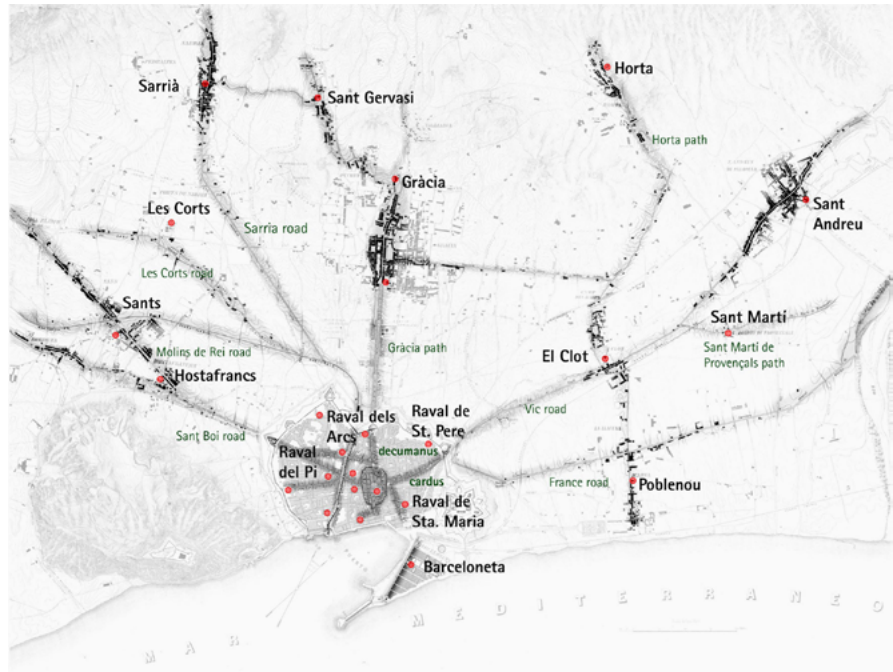 Horta
Sarrià
Sant Gervasi
Horta path
Gràcia
Sant
Andreu
Les Corts
Sarria road
Les Corts road
Sants
Sant Martí
Molins de Rei road
Gràcia path
El Clot
Sant Martí de
Provençals path
Hostafrancs
Vic road
Raval dels
Arcs
Raval de
St. Pere
Sant Boi road
decumanus
Raval
del Pi
cardus
France road
Poblenou
Raval de
Sta. Maria
Barceloneta
MAR MEDITERRANEO